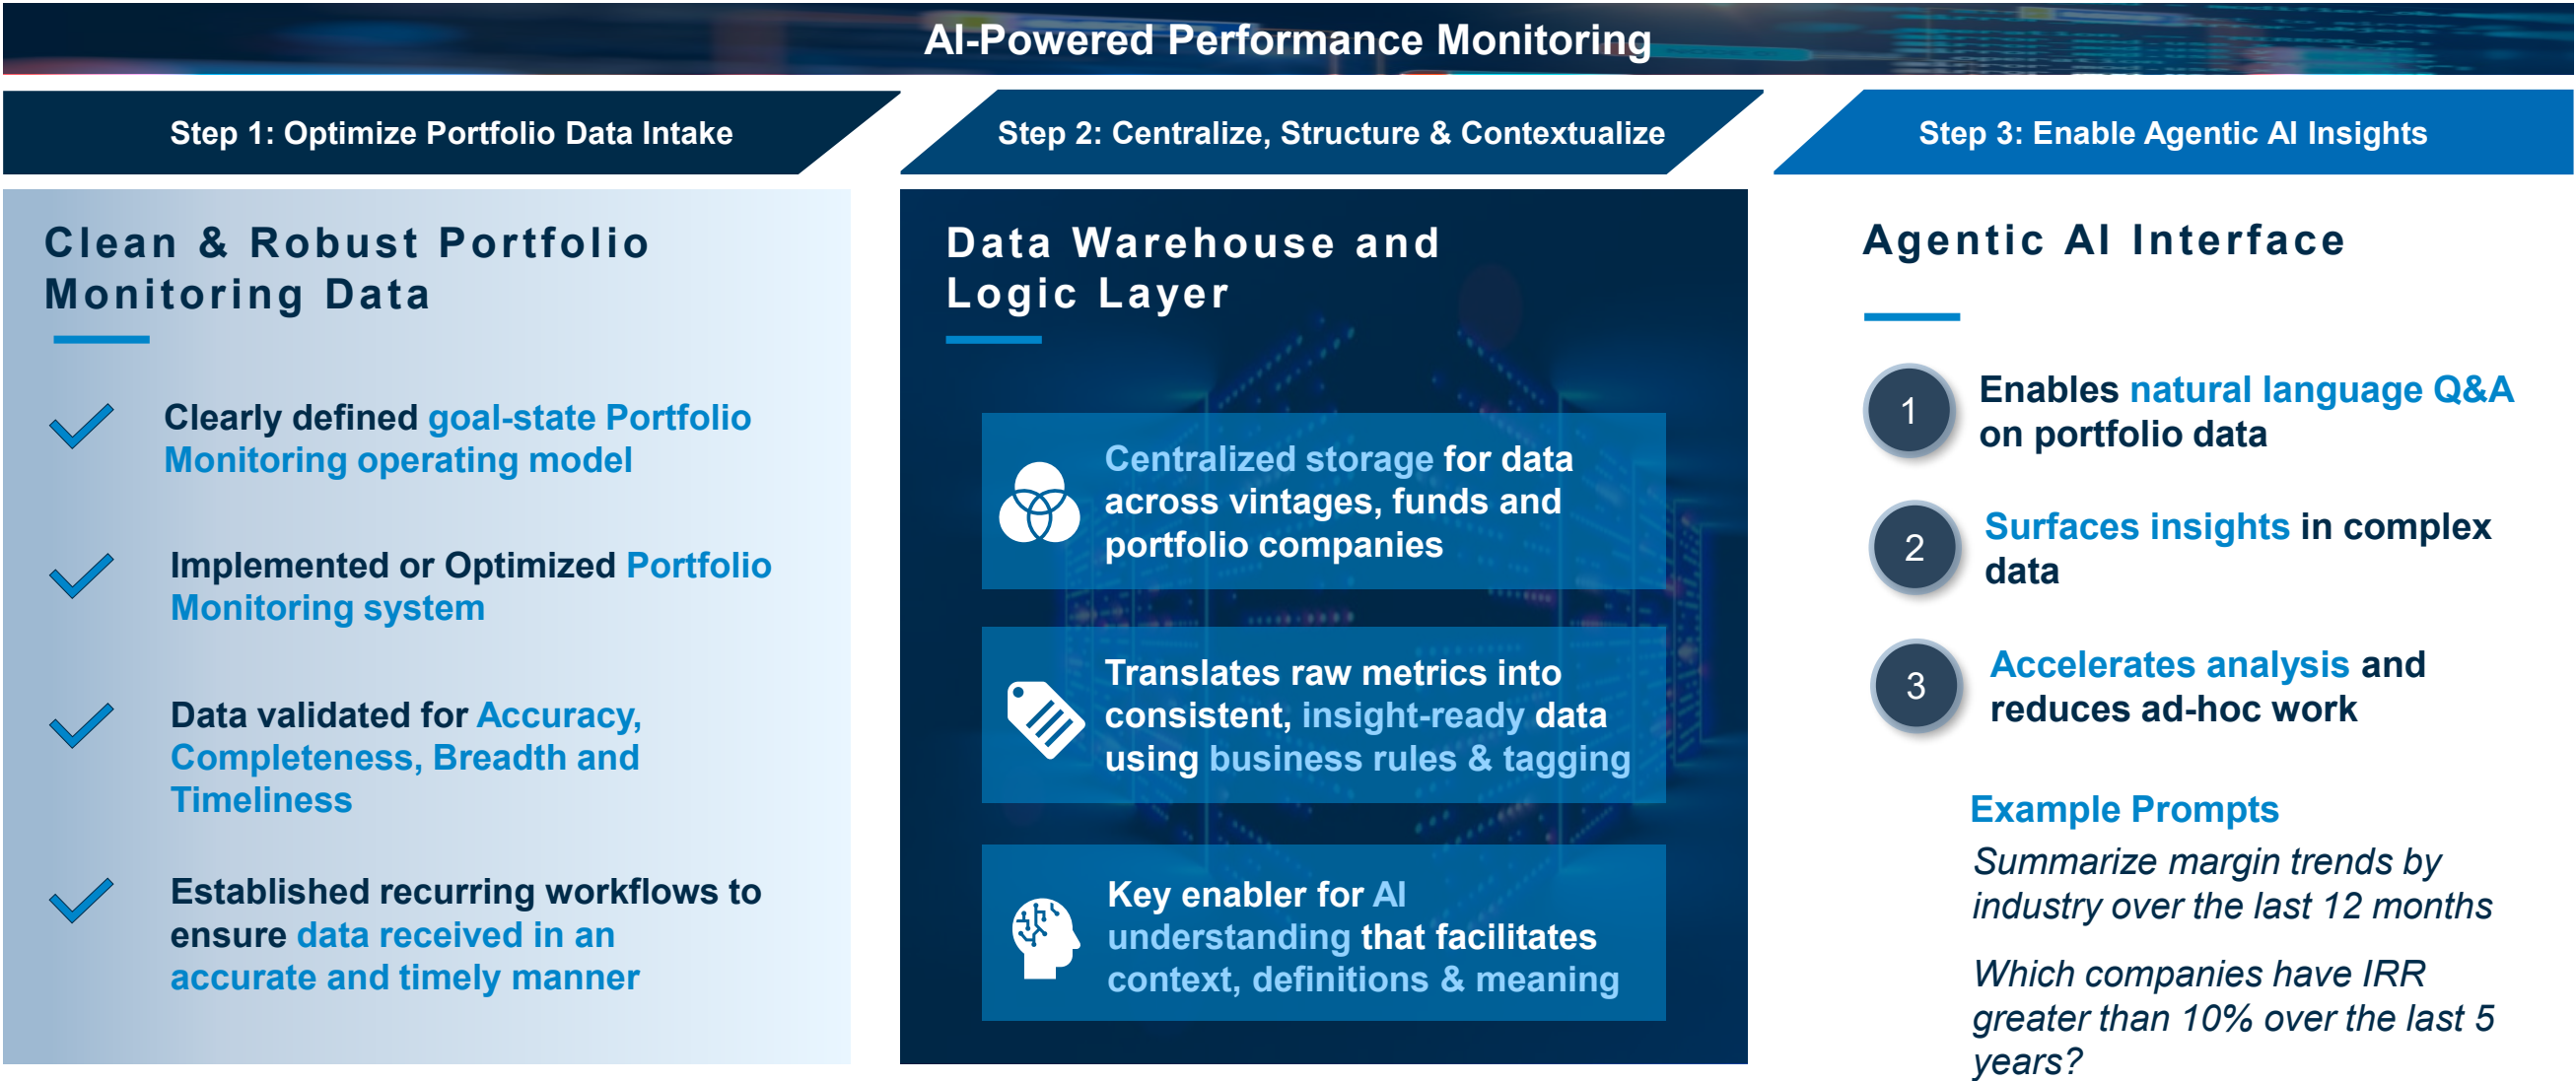 AI-Powered Performance Monitoring
Step 1: Optimize Portfolio Data Intake
Step 2: Centralize, Structure & Contextualize
Step 3: Enable Agentic AI Insights
Clean & Robust Portfolio
Monitoring Data
Clearly defined goal-state Portfolio
Monitoring operating model
Implemented or Optimized Portfolio
Monitoring system
Data validated for Accuracy,
Completeness, Breadth and
Timeliness
Established recurring workflows to
ensure data received in an
accurate and timely manner
Data Warehouse and
Logic Layer
Centralized storage for data
across vintages, funds and
portfolio companies
Translates raw metrics into
consistent, insight-ready data
using business rules & tagging
Key enabler for AI
understanding that facilitates
context, definitions & meaning
Agentic AI Interface
1
Enables natural language Q&A
on portfolio data
2
Surfaces insights in complex
data
3
Accelerates analysis and
reduces ad-hoc work
Example Prompts
Summarize margin trends by
industry over the last 12 months
Which companies have IRR
greater than 10% over the last 5
years?